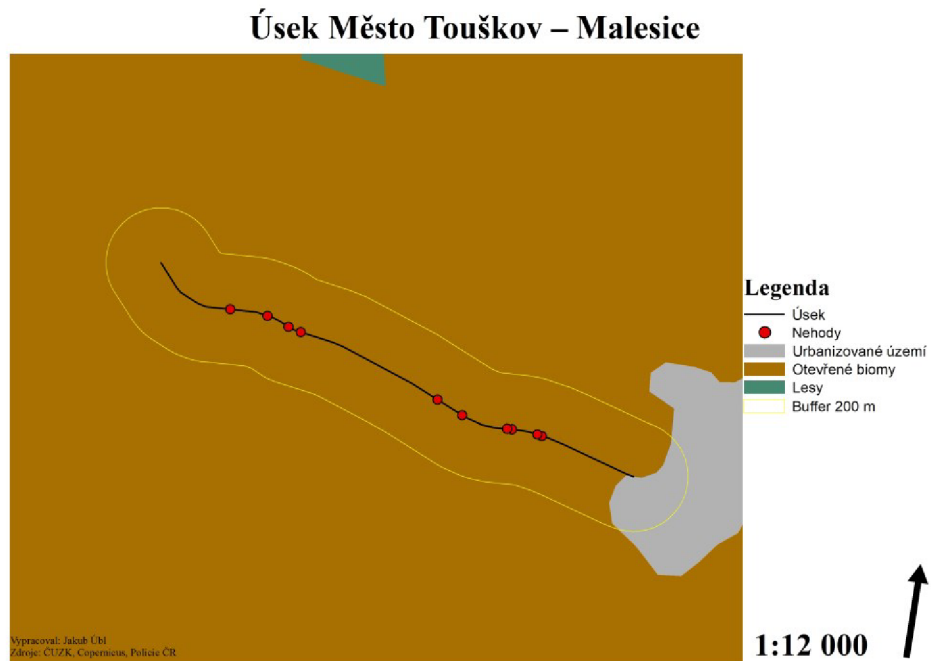 Úsek Město Touškov – Malesice
Legenda
Úsek
Nehody
Urbanizované území
Otevřené biomy
Lesy
Buffer 200 m
Vypracoval: Jakub Übl
Zdroje: ČUZK, Copernicus, Policie ČR
1:12 000